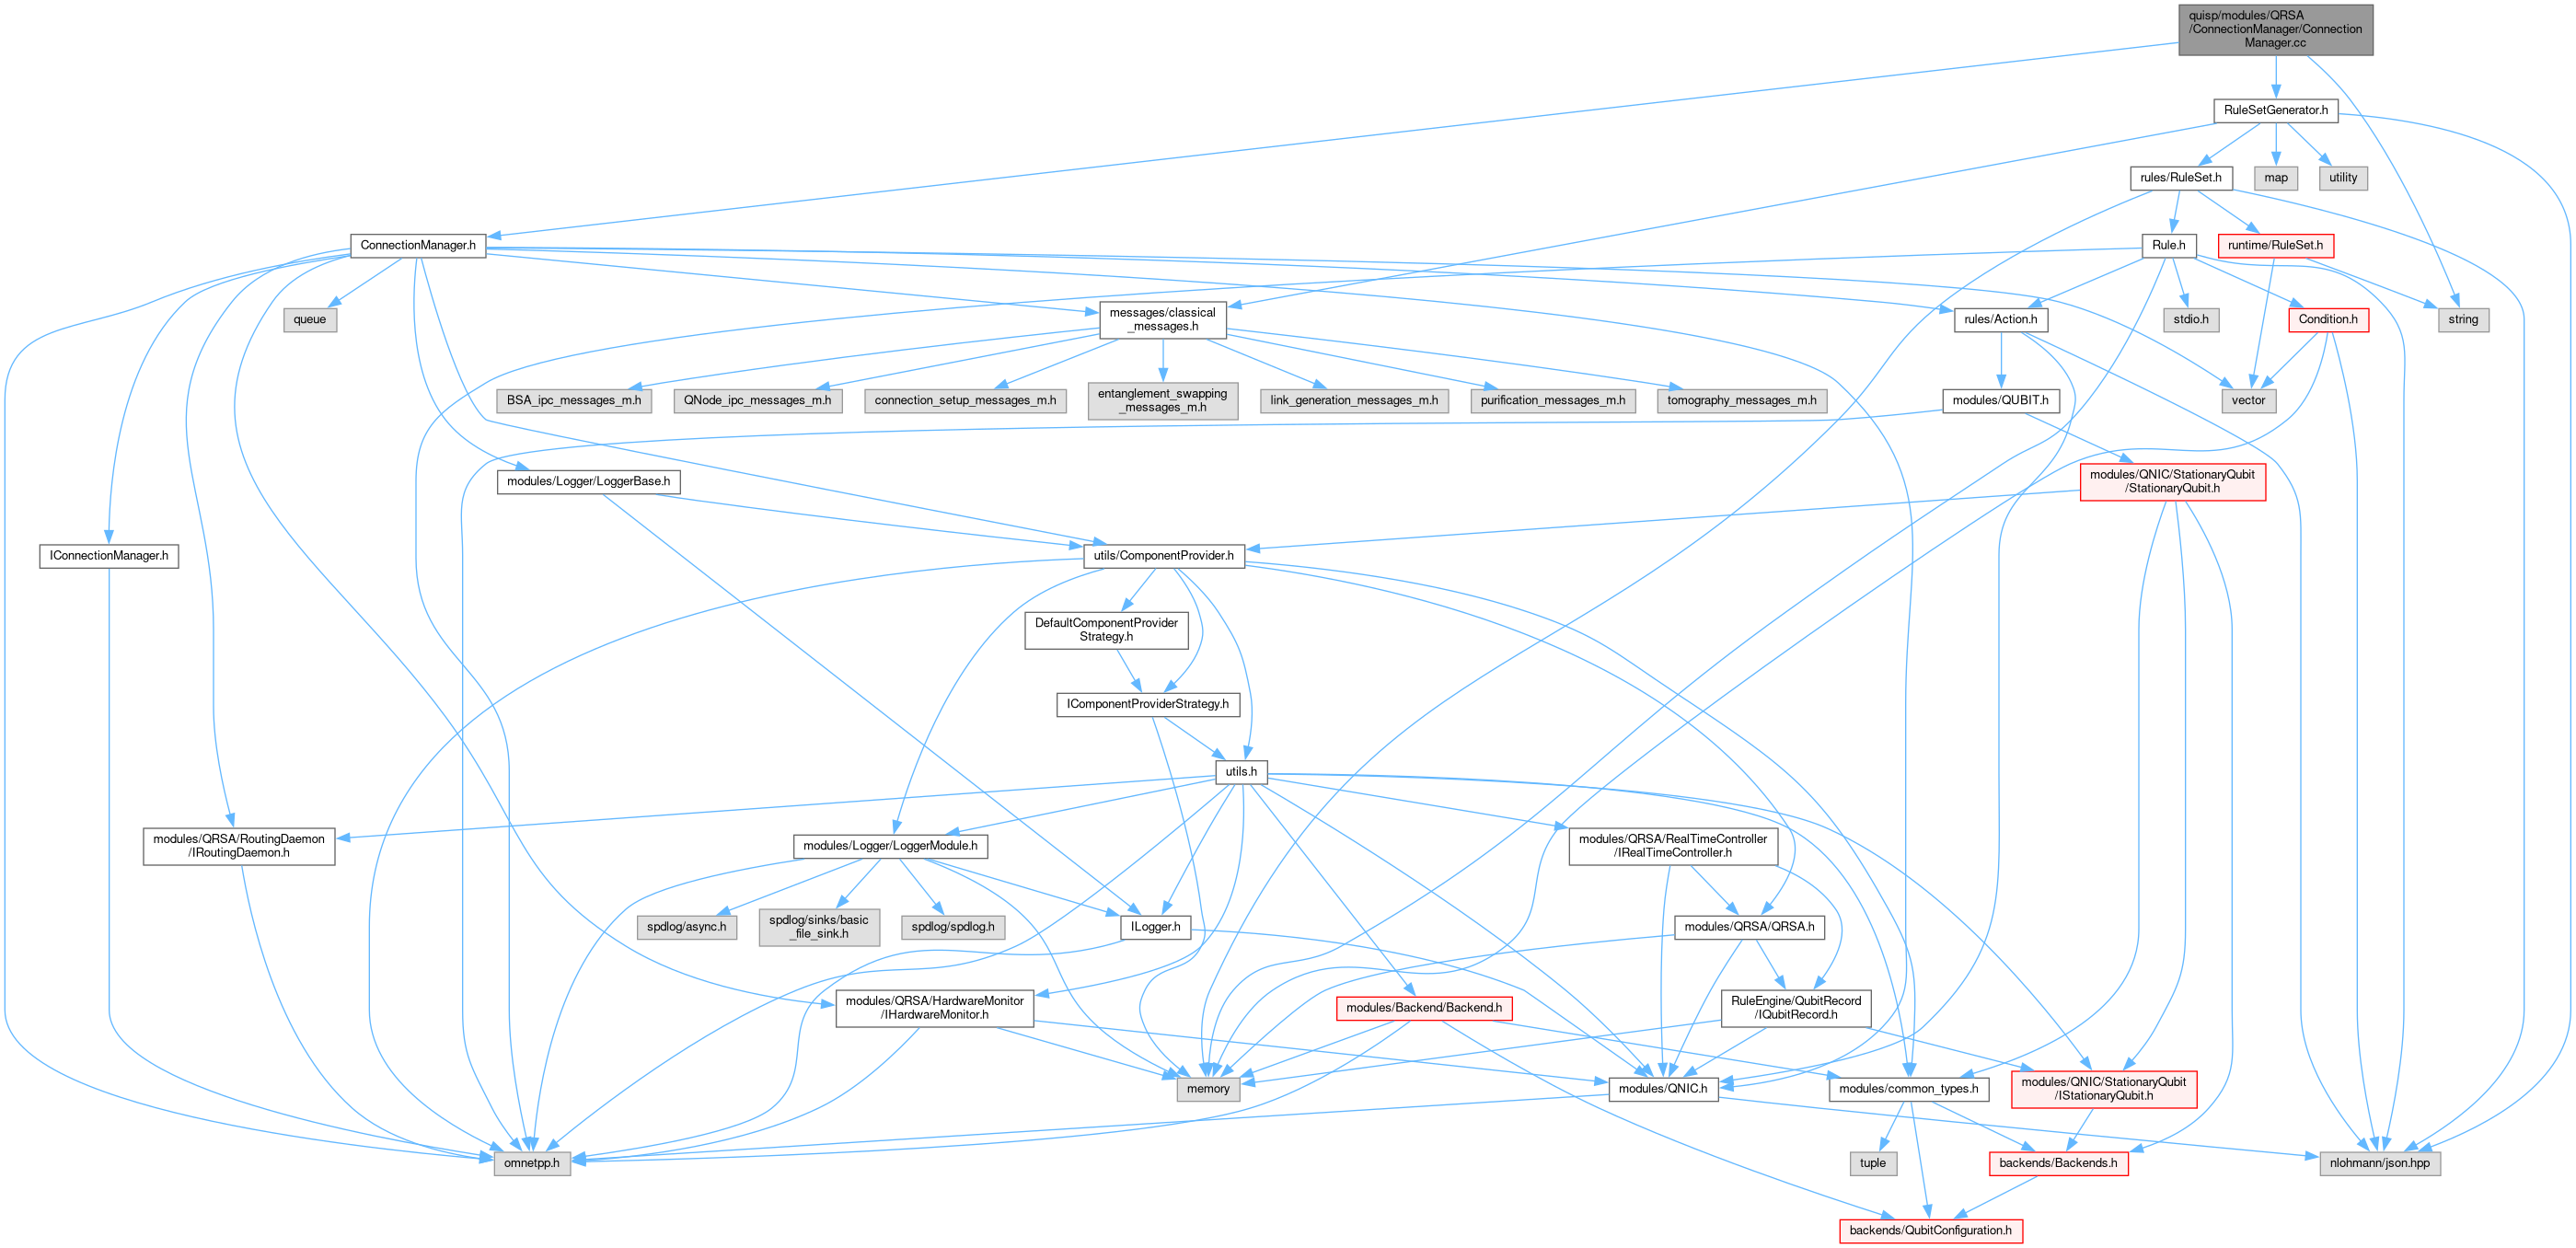 quisp/modules/QRSA
/ConnectionManager/Connection
Manager.cc
RuleSetGenerator.h
rules/RuleSet.h
map
utility
ConnectionManager.h
Rule.h
runtime/RuleSet.h
queue
messages/classical
_messages.h
rules/Action.h
stdio.h
Condition.h
string
BSA_ipc_messages_m.h
QNode_ipc_messages_m.h
connection_setup_messages_m.h
entanglement_swapping
_messages_m.h
link_generation_messages_m.h
purification_messages_m.h
tomography_messages_m.h
modules/QUBIT.h
vector
modules/Logger/LoggerBase.h
modules/QNIC/StationaryQubit
/StationaryQubit.h
IConnectionManager.h
utils/ComponentProvider.h
DefaultComponentProvider
Strategy.h
IComponentProviderStrategy.h
utils.h
modules/QRSA/RoutingDaemon
/IRoutingDaemon.h
modules/Logger/LoggerModule.h
modules/QRSA/RealTimeController
/IRealTimeController.h
spdlog/async.h
spdlog/sinks/basic
_file_sink.h
spdlog/spdlog.h
ILogger.h
modules/QRSA/QRSA.h
modules/QRSA/HardwareMonitor
/IHardwareMonitor.h
modules/Backend/Backend.h
RuleEngine/QubitRecord
/IQubitRecord.h
memory
modules/QNIC.h
modules/common_types.h
modules/QNIC/StationaryQubit
/IStationaryQubit.h
omnetpp.h
tuple
backends/Backends.h
nlohmann/json.hpp
backends/QubitConfiguration.h